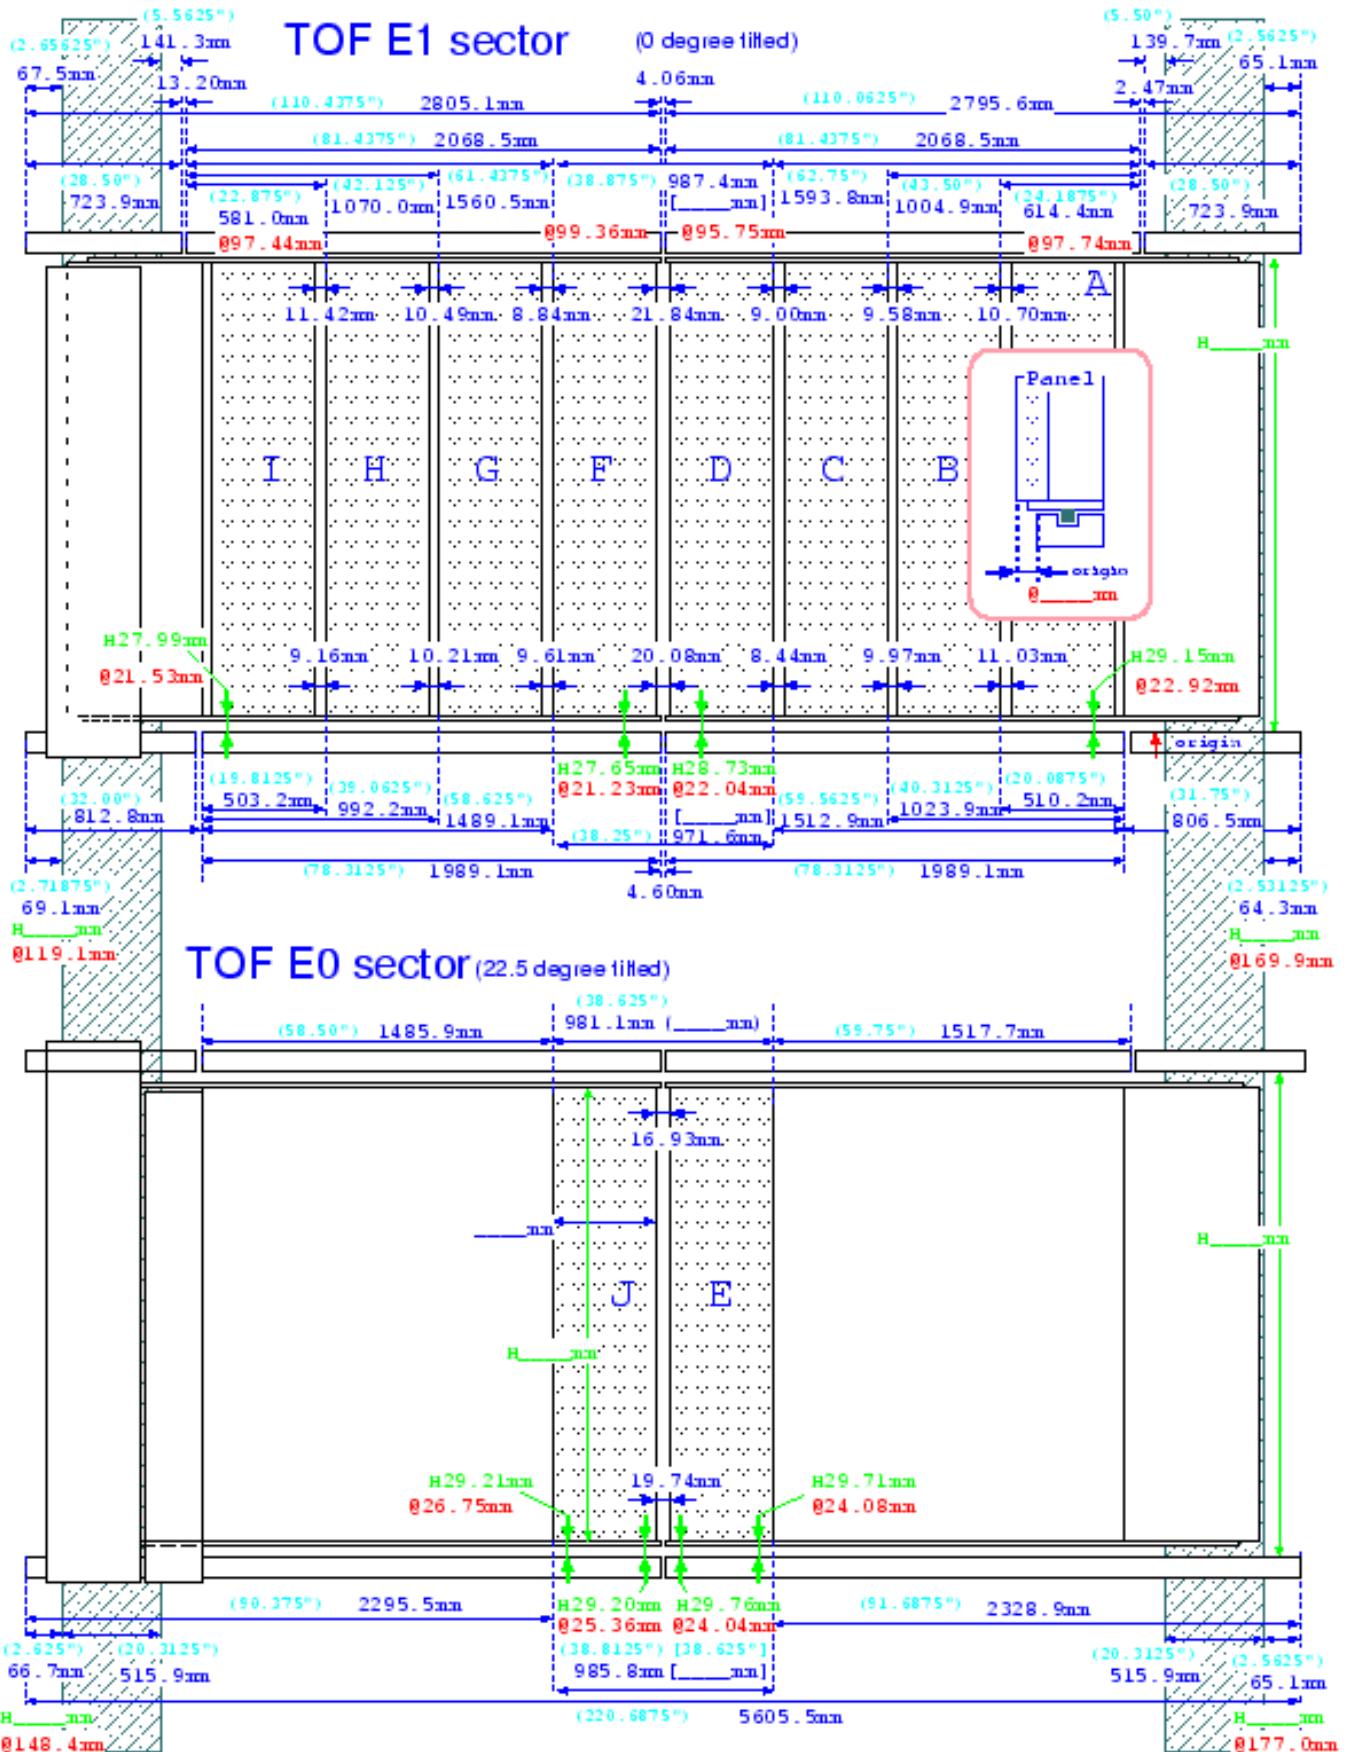 (5.5625") TOF E1 sector (0 degree tilted) (5.50")
(2.65625") 141.3mm 139.7mm (2.5625")
67.5mm 13.20mm 4.06mm 2.47mm 65.1mm
(110.4375") 2805.1mm (110.0625") 2795.6mm
(81.4375") 2068.5mm (81.4375") 2068.5mm
(28.50") (22.875") (42.125") (61.4375") (38.875") 987.4mm (62.75") (43.50") (24.1875") (28.50")
723.9mm 581.0mm 1070.0mm 1560.5mm [____mm] 1593.8mm 1004.9mm 614.4mm 723.9mm
@97.44mm @99.36mm @95.75mm @97.74mm
A
11.42mm 10.49mm 8.84mm 21.84mm 9.00mm 9.58mm 10.70mm
H____mm
Panel
I H G F D C B
origin
@____mm
H27.99mm 9.16mm 10.21mm 9.61mm 20.08mm 8.44mm 9.97mm 11.03mm H29.15mm
@21.53mm @22.92mm
origin
H27.65mm H28.73mm
(32.00") (19.8125") (39.0625") (58.625") @21.23mm @22.04mm (59.5625") (40.3125") (20.0875") (31.75")
812.8mm 503.2mm 992.2mm 1489.1mm [____mm] 1512.9mm 1023.9mm 510.2mm 806.5mm
(38.25") 971.6mm
(78.3125") 1989.1mm (78.3125") 1989.1mm
(2.71875") 4.60mm (2.53125")
69.1mm 64.3mm
H____mm H____mm
@119.1mm @169.9mm
TOF E0 sector (22.5 degree tilted)
(38.625")
(58.50") 1485.9mm 981.1mm (____mm) (59.75") 1517.7mm
16.93mm
____mm H____mm
J E
H____mm
H29.21mm 19.74mm H29.71mm
@26.75mm @24.08mm
(90.375") 2295.5mm H29.20mm H29.76mm (91.6875") 2328.9mm
@25.36mm @24.04mm
(2.625") (20.3125") (38.8125") [38.625"] (20.3125") (2.5625")
66.7mm 515.9mm 985.8mm [____mm] 515.9mm 65.1mm
H____mm (220.6875") 5605.5mm H____mm
@148.4mm @177.0mm